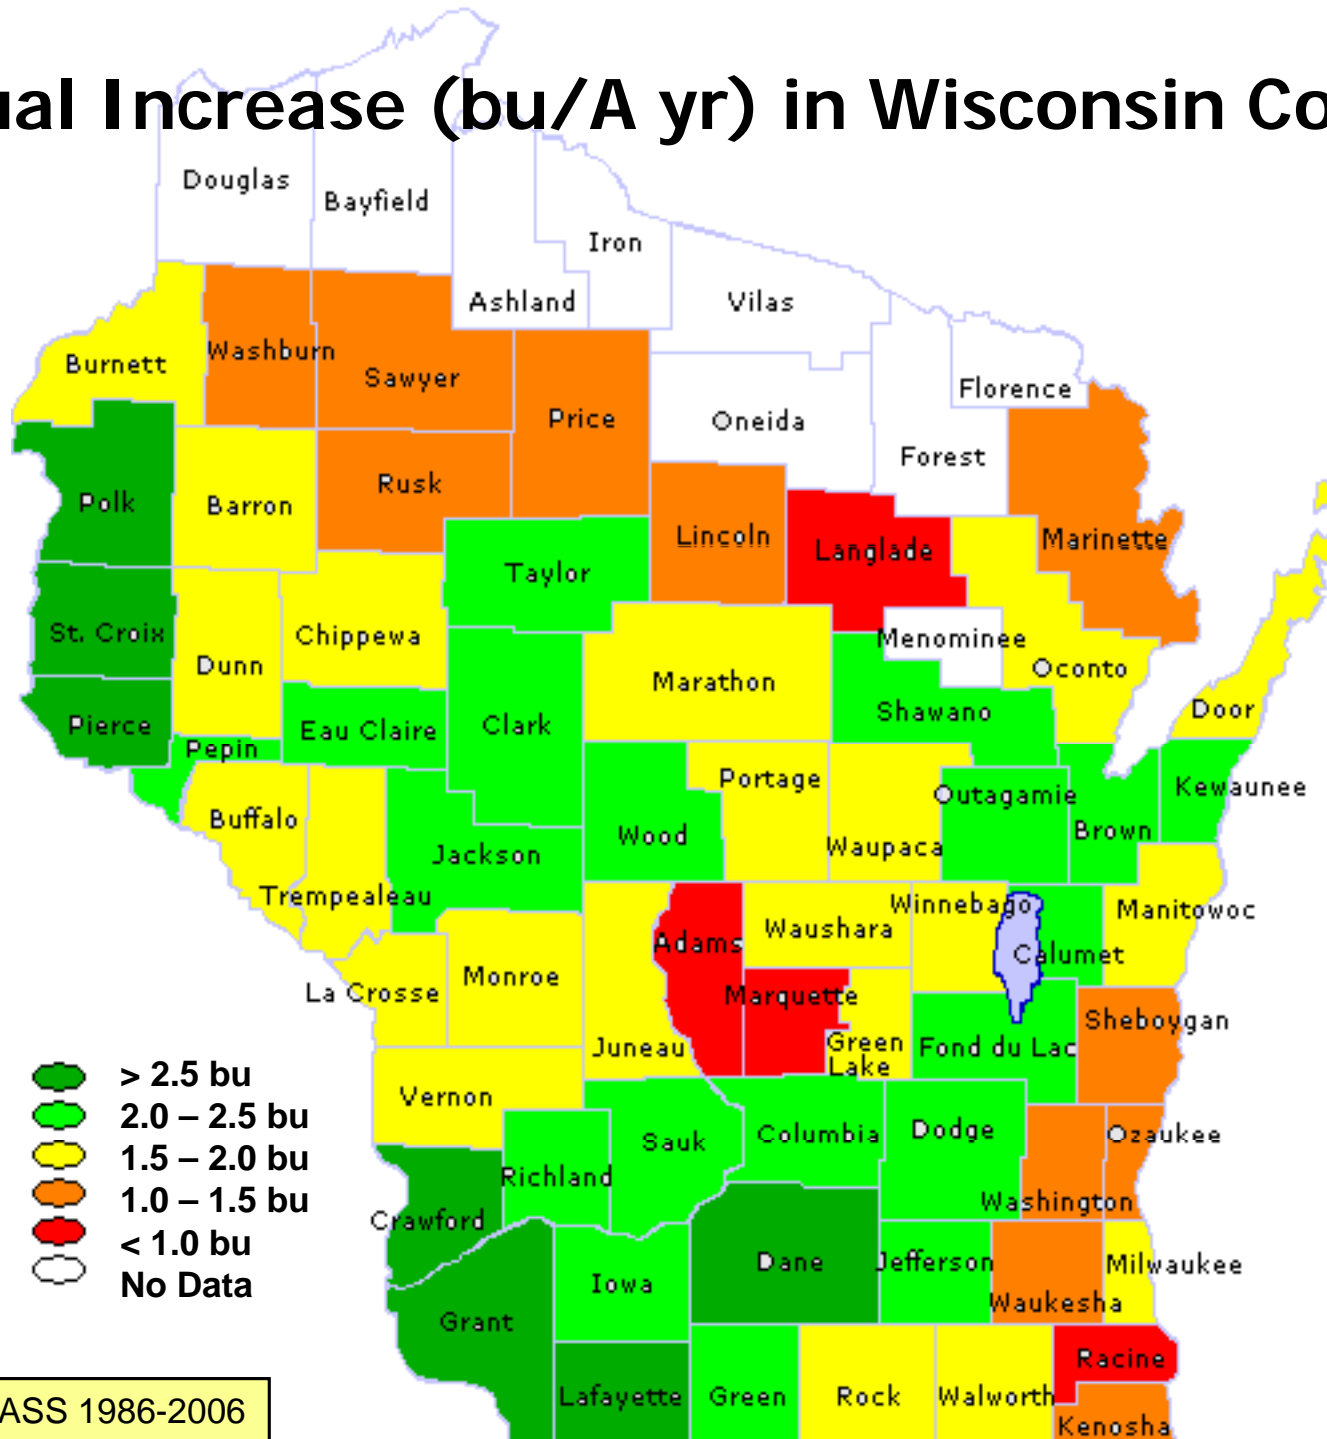 ual Increase (bu/A yr) in Wisconsin Co
Douglas
Bayfield
Iron
Ashland
Vilas
Burnett
Washburn
Sawyer
Florence
Price
Oneida
Forest
Rusk
Polk
Barron
Lincoln
Langlade
Marinette
Taylor
St. Croix
Chippewa
Menominee
Dunn
Oconto
Marathon
Shawano
Door
Pierce
Eau Claire
Clark
Pepin
Portage
Kewaunee
Outagamie
Buffalo
Wood
Brown
Waupaca
Jackson
Trempealeau
Winnebago
Manitowoc
Waushara
Adams
Calumet
Monroe
La Crosse
Marquette
Sheboygan
Juneau
Green
Lake
Fond du Lac
> 2.5 bu
2.0 – 2.5 bu
1.5 – 2.0 bu
1.0 – 1.5 bu
< 1.0 bu
No Data
Vernon
Sauk
Columbia
Dodge
Ozaukee
Richland
Washington
Crawford
Dane
Jefferson
Milwaukee
Iowa
Waukesha
Grant
Racine
Lafayette
Green
Rock
Walworth
Kenosha
ASS 1986-2006